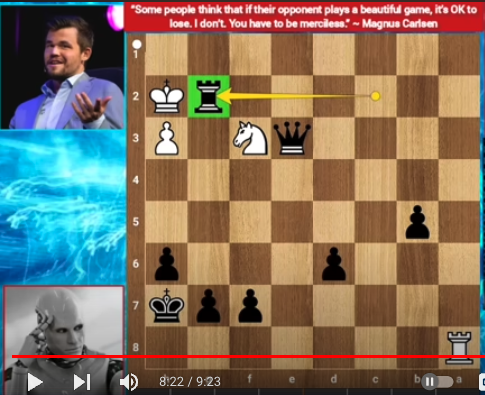 "Some people think that if their opponent plays a beautiful game, it's OK to
lose. I don't. You have to be merciless." ~ Magnus Carlsen
1
2
3
4
5
6
7
8
f e d c b a
8:22 / 9:23